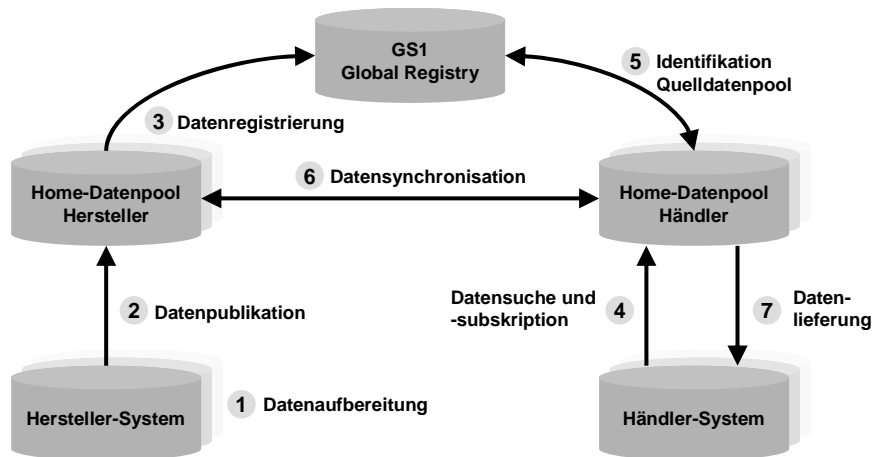 GS1
Global Registry
5 Identifikation
Quelldatenpool
3 Datenregistrierung
6 Datensynchronisation
Home-Datenpool
Hersteller
Home-Datenpool
Händler
2 Datenpublikation
Datensuche und
-subskription 4
7 Daten-
lieferung
1 Datenaufbereitung
Hersteller-System
Händler-System